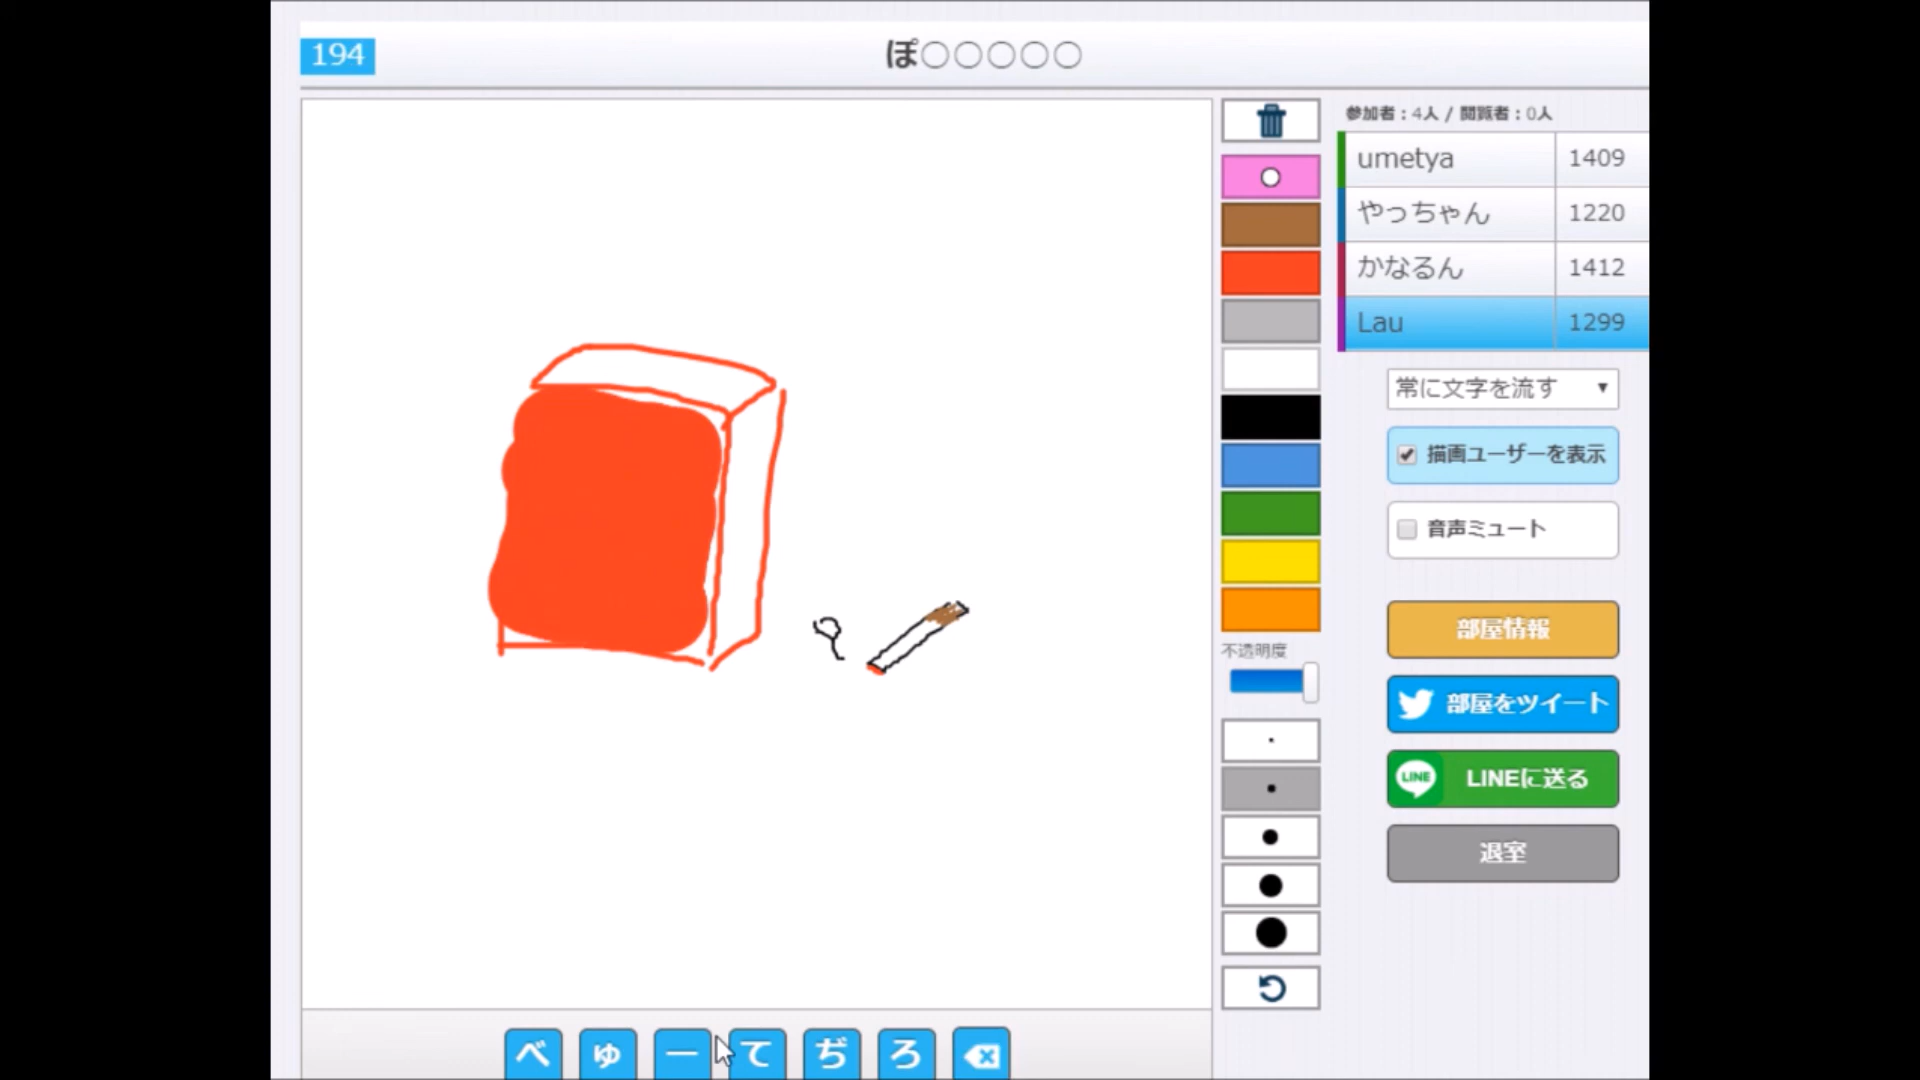 194
ぽ○○○○○
参加者：4人 / 閲覧者：0人
umetya 1409
やっちゃん 1220
かなるん 1412
Lau 1299
常に文字を流す
描画ユーザーを表示
音声ミュート
部屋情報
不透明度
部屋をツイート
LINE LINEに送る
退室
べ ゅ ー て ぢ ろ